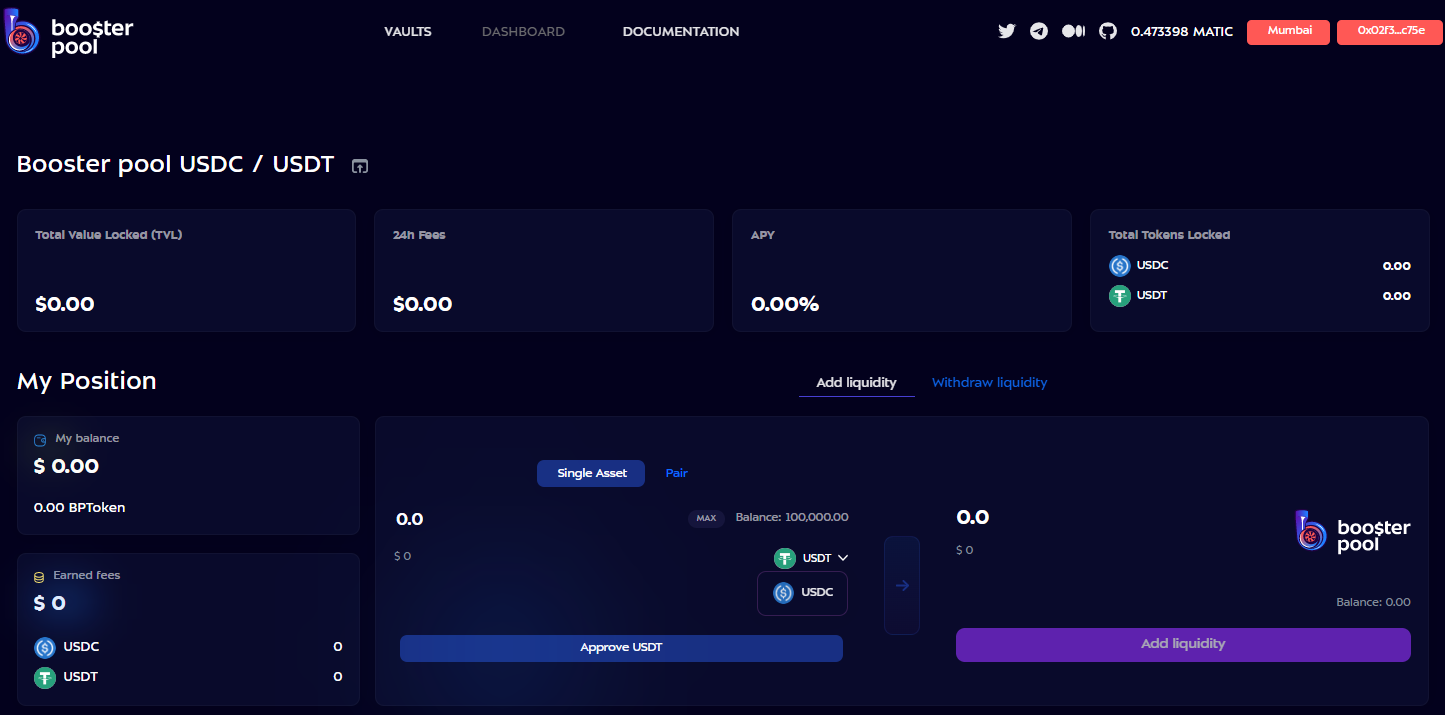 boo$ter
pool
VAULTS
DASHBOARD
DOCUMENTATION
0.473398 MATIC
Mumbai
0x02f3...c75e
Booster pool USDC / USDT
Total Value Locked (TVL)
$0.00
24h Fees
$0.00
APY
0.00%
Total Tokens Locked
USDC 0.00
USDT 0.00
My Position
Add liquidity
Withdraw liquidity
My balance
$ 0.00
0.00 BPToken
Earned fees
$ 0
USDC 0
USDT 0
Single Asset
Pair
0.0
MAX
Balance: 100,000.00
$ 0
USDT
USDC
Approve USDT
0.0
$ 0
boo$ter
pool
Balance: 0.00
Add liquidity